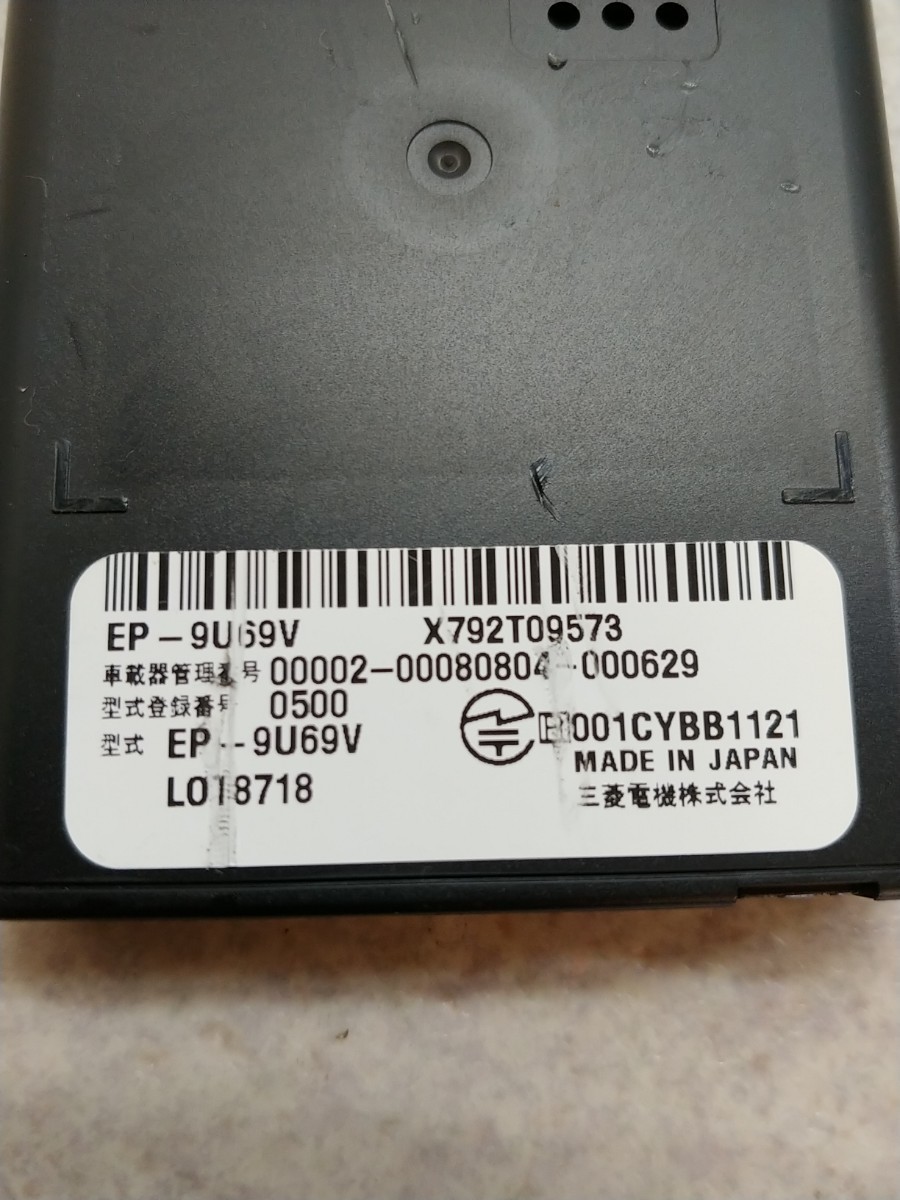 EP-9U69V X792T09573
車載器管理番号 00002-00080804-000629
型式登録番号 0500
型式 EP-9U69V
R 001CYBB1121
MADE IN JAPAN
LOT8718
三菱電機株式会社